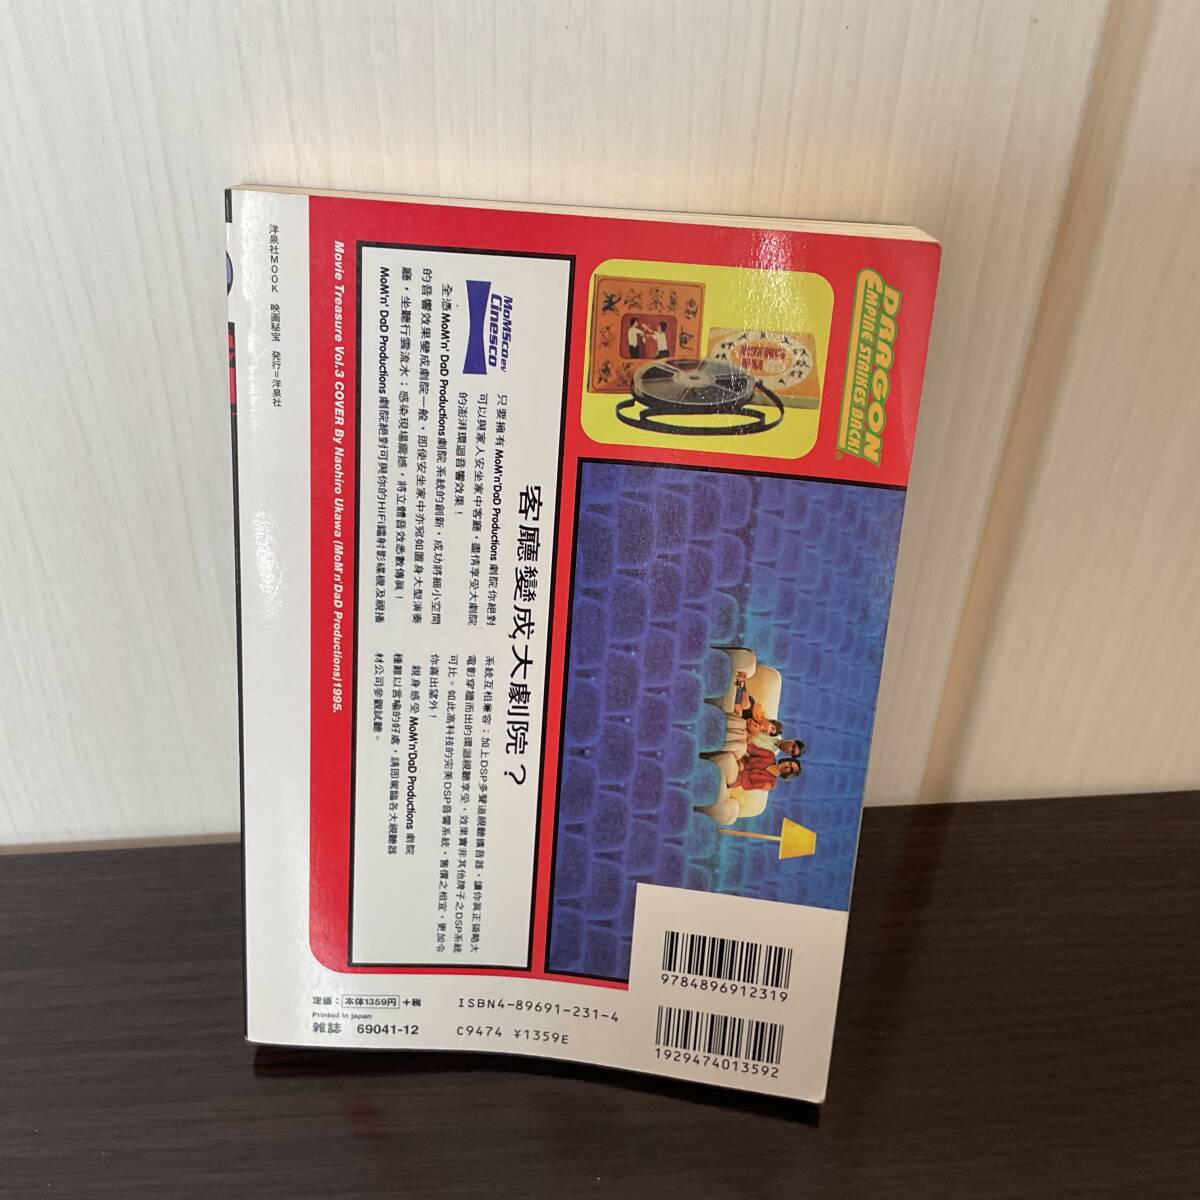 DRAGON
EMPIRE STRIKES BACK!
®
MoMScoev
Cinesco
客廳變成大劇院?
只要擁有MoM'n'DaD Productions劇院你絕對
可以與家人安坐家中客廳,盡情享受大劇院
的澎湃環迴音響效果!
全憑MoM'n'DaD Productions劇院系統的創新,成功將細小空間
的音響效果變成劇院一般,即使安坐家中亦宛如置身大型演奏
廳,坐聽行雲流水;感染現場震撼,將立體音效悉數傳真!
MoM'n'DaD Productions劇院絕對可與你的HiFi鐳射影碟機及視播
系統互相兼容;加上DSP多聲道視聽擴音器,讓你真正領略大
電影穿牆而出的環迴視聽享受,效果實非其他牌子之DSP系統
可比。如此高科技的完美DSP音響系統,售價之相宜,更加令
你喜出望外!
親身感受MoM'n'DaD Productions劇院
種難以言喻的好處,請即駕臨各大視聽器
材公司參觀試聽。
Movie Treasure Vol.3 COVER By Naohiro Ukawa (MoM'n'DaD Productions)1995.
洋泉社MOOK 映画秘宝 発行=洋泉社
9784896912319
1929474013592
ISBN4-89691-231-4
C9474 ¥1359E
定価:本体1359円+税
Printed in Japan
雑誌 69041-12